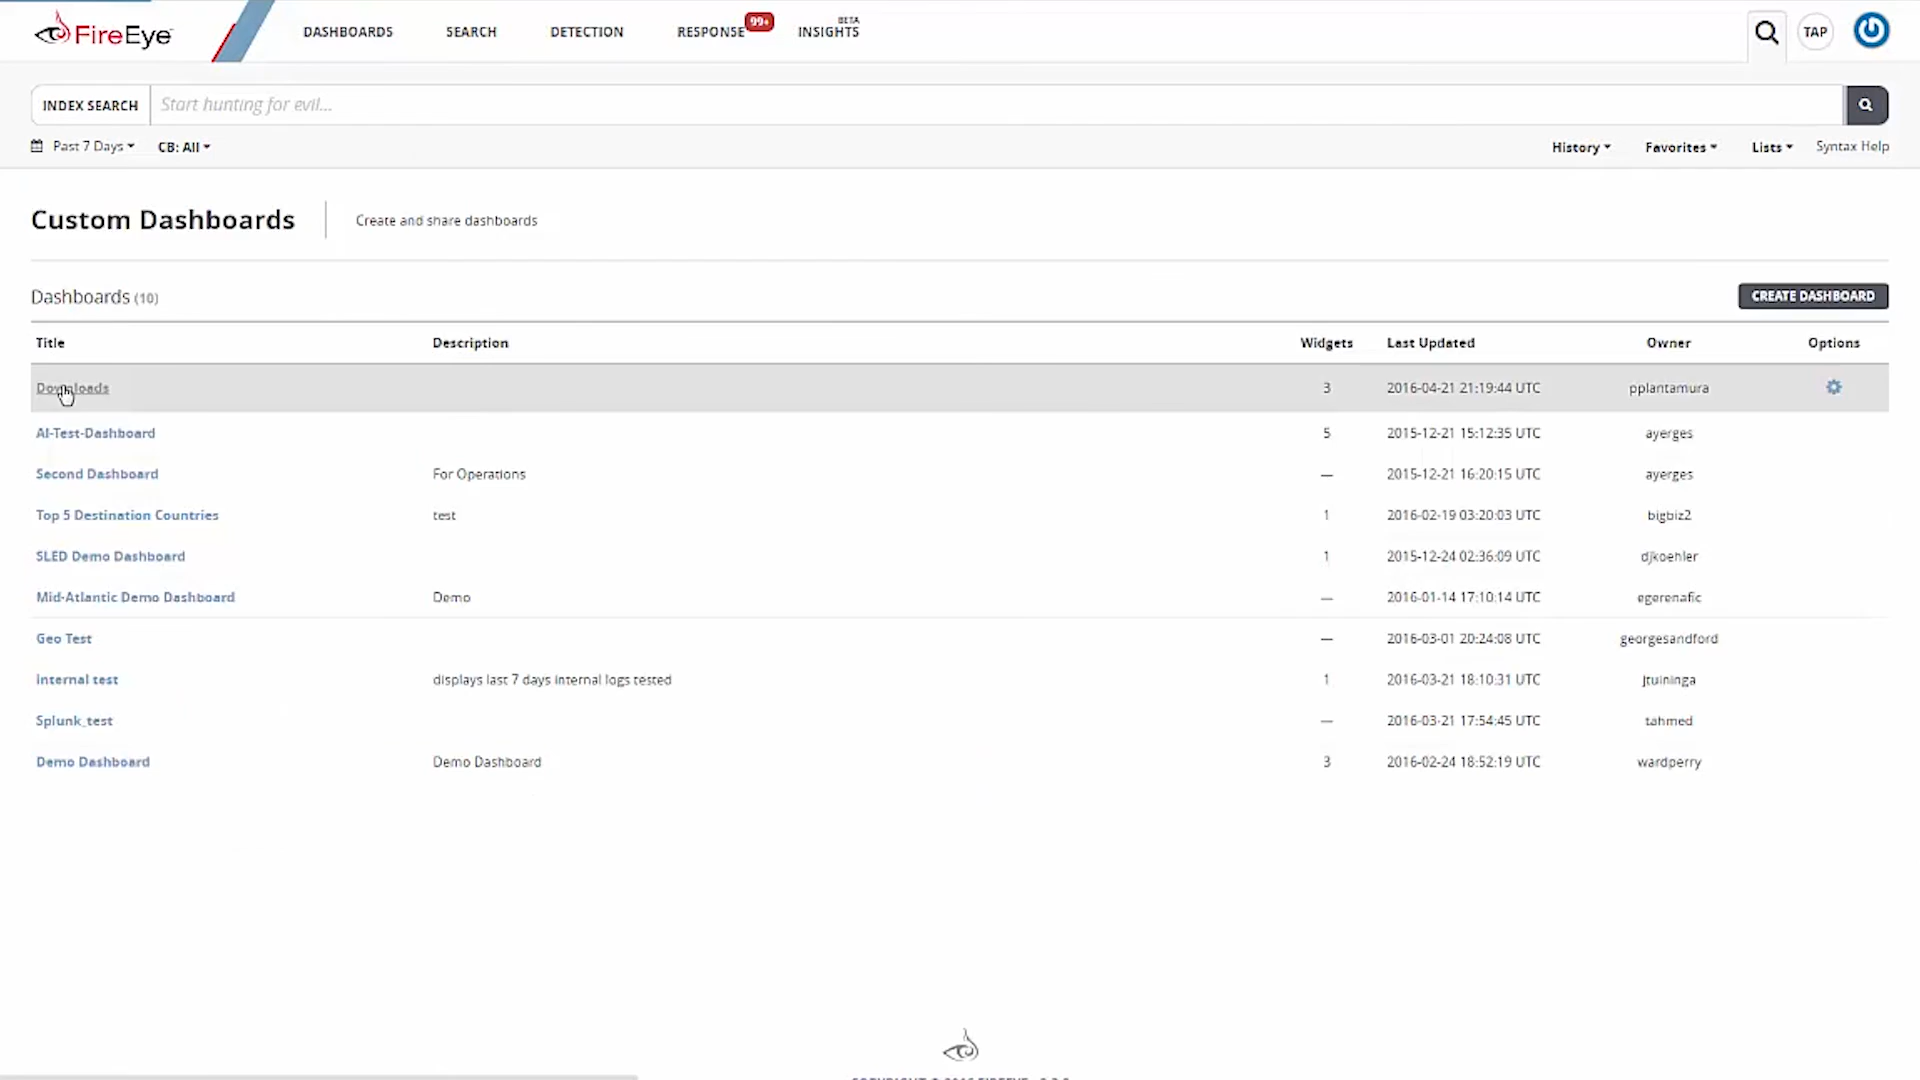 FireEye
DASHBOARDS SEARCH DETECTION RESPONSE 99+ INSIGHTS BETA
TAP
INDEX SEARCH Start hunting for evil...
Past 7 Days CB: All History Favorites Lists Syntax Help
Custom Dashboards Create and share dashboards
Dashboards (10) CREATE DASHBOARD
Title Description Widgets Last Updated Owner Options
Downloads 3 2016-04-21 21:19:44 UTC pplantamura
AI-Test-Dashboard 5 2015-12-21 15:12:35 UTC ayerges
Second Dashboard For Operations — 2015-12-21 16:20:15 UTC ayerges
Top 5 Destination Countries test 1 2016-02-19 03:20:03 UTC bigbiz2
SLED Demo Dashboard 1 2015-12-24 02:36:09 UTC djkoehler
Mid-Atlantic Demo Dashboard Demo — 2016-01-14 17:10:14 UTC egerenafic
Geo Test — 2016-03-01 20:24:08 UTC georgesandford
internal test displays last 7 days internal logs tested 1 2016-03-21 18:10:31 UTC jtuininga
Splunk_test — 2016-03-21 17:54:45 UTC tahmed
Demo Dashboard Demo Dashboard 3 2016-02-24 18:52:19 UTC wardperry